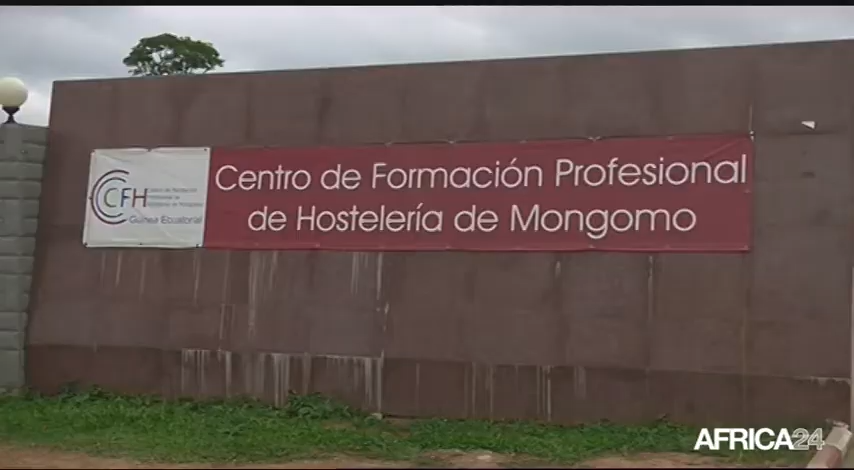 Centro de Formación Profesional
de Hostelería de Mongomo
CFH
Guinea Ecuatorial
AFRICA24